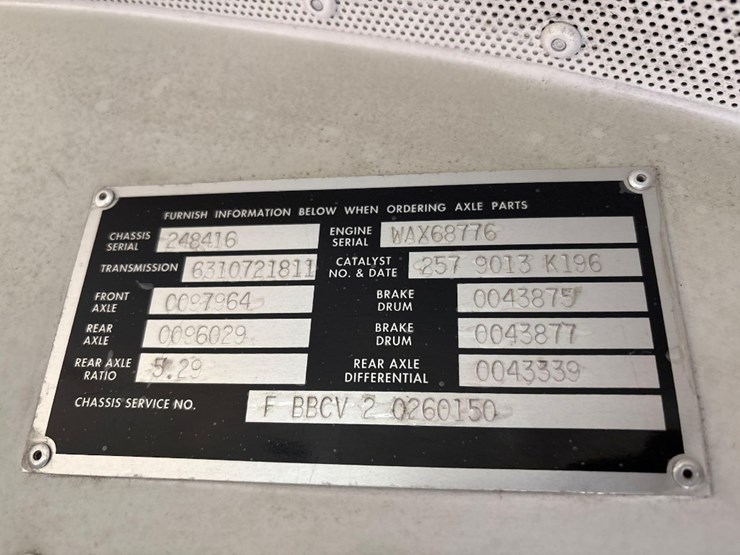 FURNISH INFORMATION BELOW WHEN ORDERING AXLE PARTS
CHASSIS SERIAL 248416 ENGINE SERIAL WAX68776
TRANSMISSION 6310721811 CATALYST NO. & DATE 857 9013 K196
FRONT AXLE 0097964 BRAKE DRUM 0043875
REAR AXLE 0096029 BRAKE DRUM 0043877
REAR AXLE RATIO 5.29 REAR AXLE DIFFERENTIAL 0043339
CHASSIS SERVICE NO. F BBCV 2 0260150